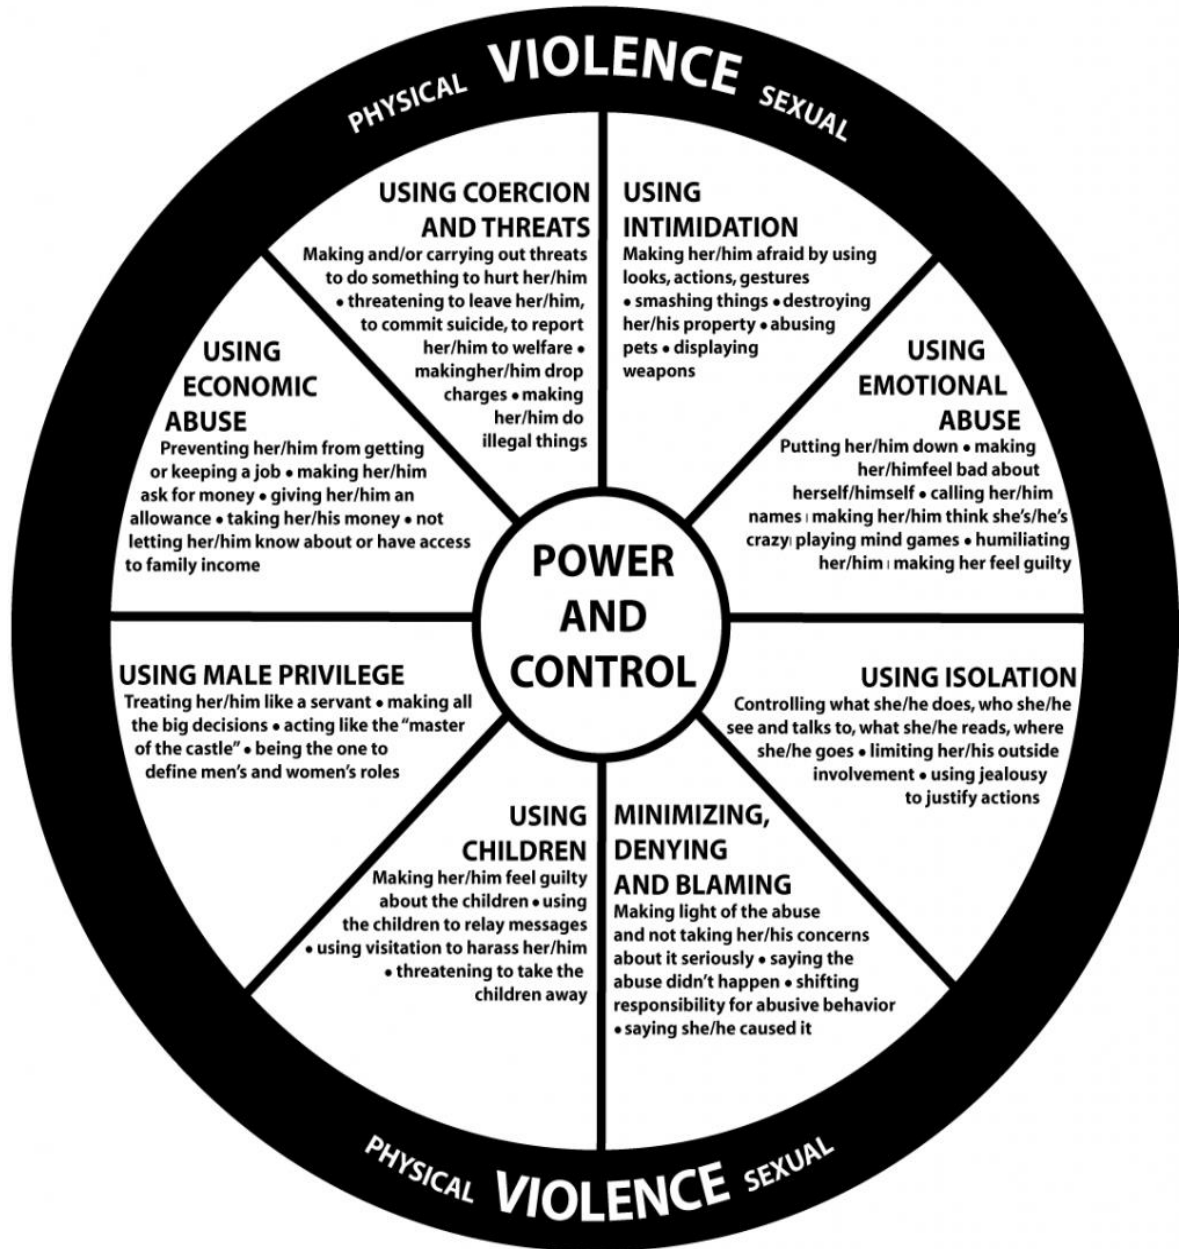 PHYSICAL VIOLENCE SEXUAL
USING COERCION
AND THREATS
Making and/or carrying out threats
to do something to hurt her/him
• threatening to leave her/him,
to commit suicide, to report
her/him to welfare •
makingher/him drop
charges • making
her/him do
illegal things
USING
INTIMIDATION
Making her/him afraid by using
looks, actions, gestures
• smashing things • destroying
her/his property • abusing
pets • displaying
weapons
USING
EMOTIONAL
ABUSE
Putting her/him down • making
her/himfeel bad about
herself/himself • calling her/him
names ı making her/him think she's/he's
crazyı playing mind games • humiliating
her/him ı making her feel guilty
USING ISOLATION
Controlling what she/he does, who she/he
see and talks to, what she/he reads, where
she/he goes • limiting her/his outside
involvement • using jealousy
to justify actions
MINIMIZING,
DENYING
AND BLAMING
Making light of the abuse
and not taking her/his concerns
about it seriously • saying the
abuse didn't happen • shifting
responsibility for abusive behavior
• saying she/he caused it
USING
CHILDREN
Making her/him feel guilty
about the children • using
the children to relay messages
• using visitation to harass her/him
• threatening to take the
children away
USING MALE PRIVILEGE
Treating her/him like a servant • making all
the big decisions • acting like the "master
of the castle" • being the one to
define men's and women's roles
USING
ECONOMIC
ABUSE
Preventing her/him from getting
or keeping a job • making her/him
ask for money • giving her/him an
allowance • taking her/his money • not
letting her/him know about or have access
to family income
POWER
AND
CONTROL
PHYSICAL VIOLENCE SEXUAL